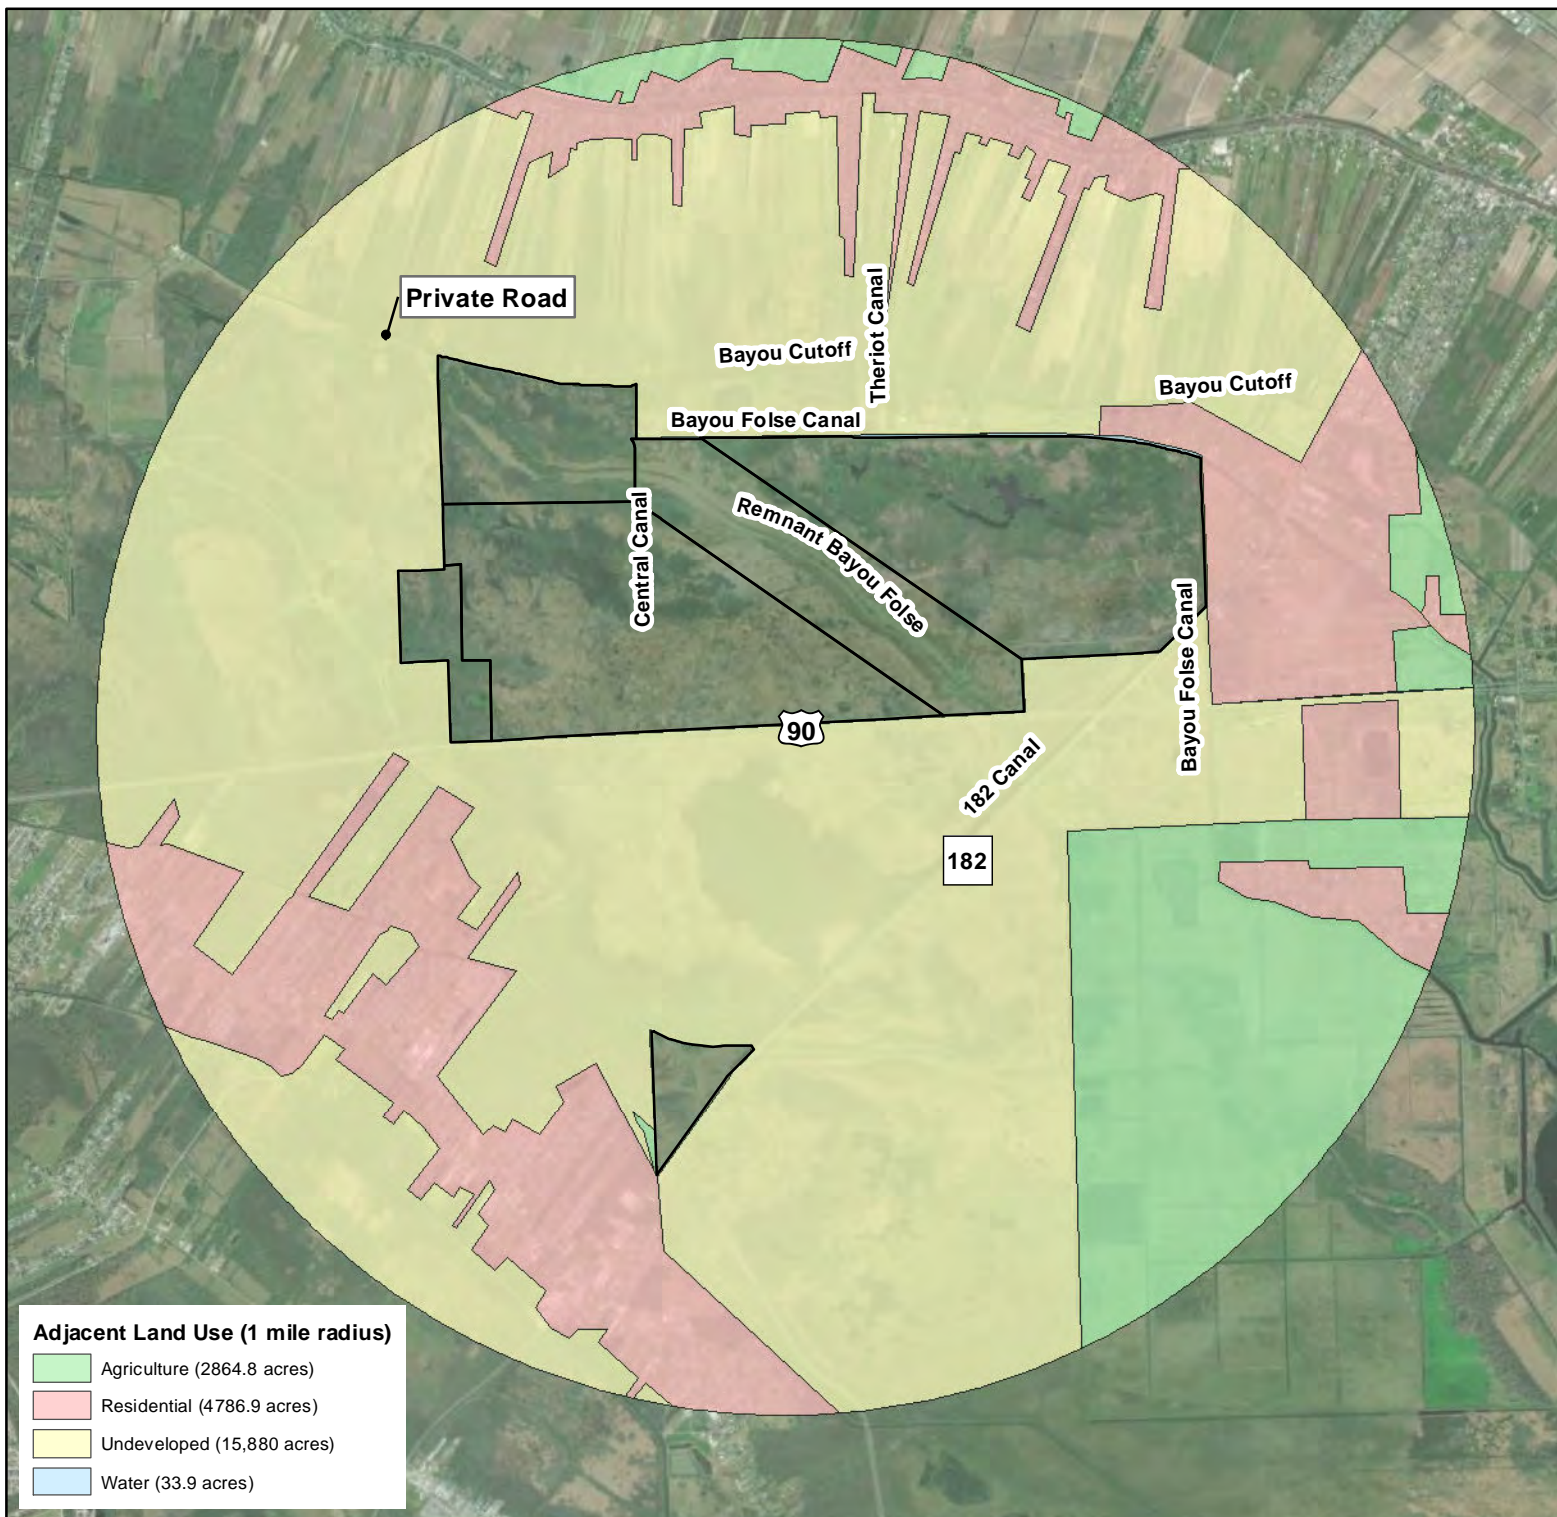 Private Road
Bayou Cutoff
Theriot Canal
Bayou Cutoff
Bayou Folse Canal
Central Canal
Remnant Bayou Folse
Bayou Folse Canal
90
182 Canal
182
Adjacent Land Use (1 mile radius)
Agriculture (2864.8 acres)
Residential (4786.9 acres)
Undeveloped (15,880 acres)
Water (33.9 acres)